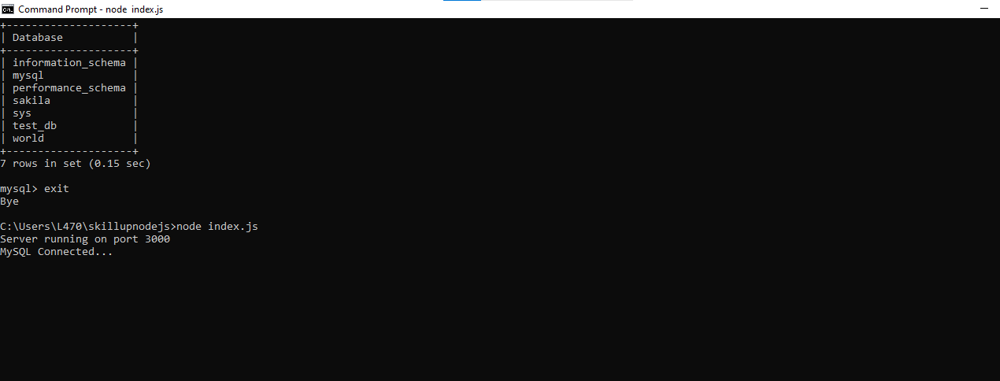 Command Prompt - node  index.js
+--------------------+
| Database           |
+--------------------+
| information_schema |
| mysql              |
| performance_schema |
| sakila             |
| sys                |
| test_db            |
| world              |
+--------------------+
7 rows in set (0.15 sec)
mysql> exit
Bye
C:\Users\L470\skillupnodejs>node index.js
Server running on port 3000
MySQL Connected...